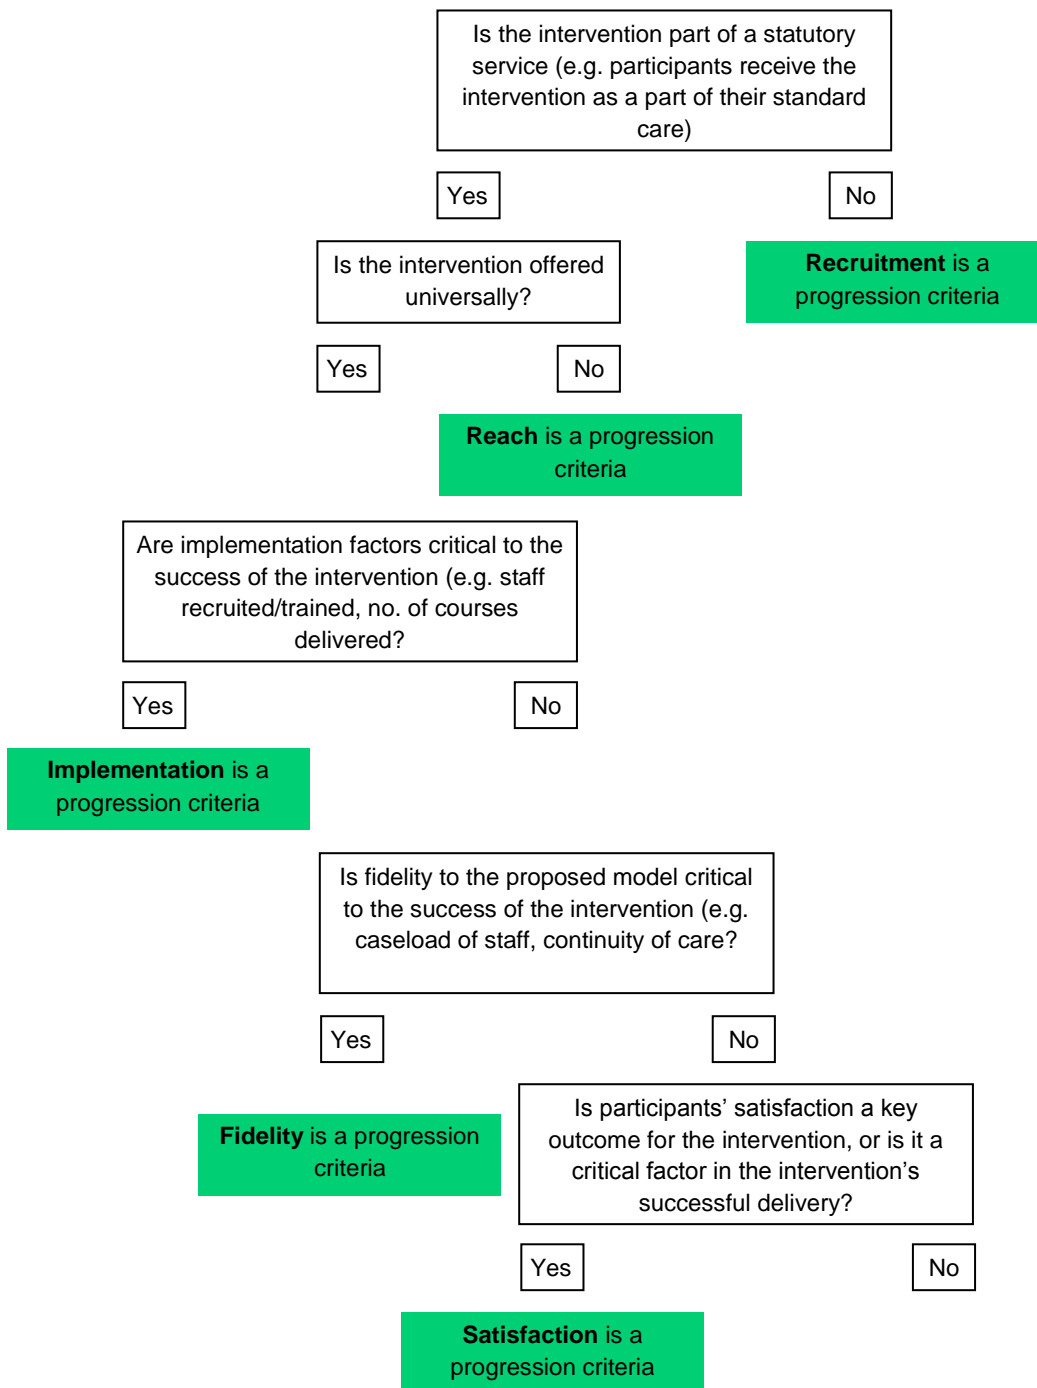 Is the intervention part of a statutory
service (e.g. participants receive the
intervention as a part of their standard
care)
Yes
No
Is the intervention offered
universally?
Recruitment is a
progression criteria
Yes
No
Reach is a progression
criteria
Are implementation factors critical to the
success of the intervention (e.g. staff
recruited/trained, no. of courses
delivered?
Yes
No
Implementation is a
progression criteria
Is fidelity to the proposed model critical
to the success of the intervention (e.g.
caseload of staff, continuity of care?
Yes
No
Fidelity is a progression
criteria
Is participants’ satisfaction a key
outcome for the intervention, or is it a
critical factor in the intervention’s
successful delivery?
Yes
No
Satisfaction is a
progression criteria